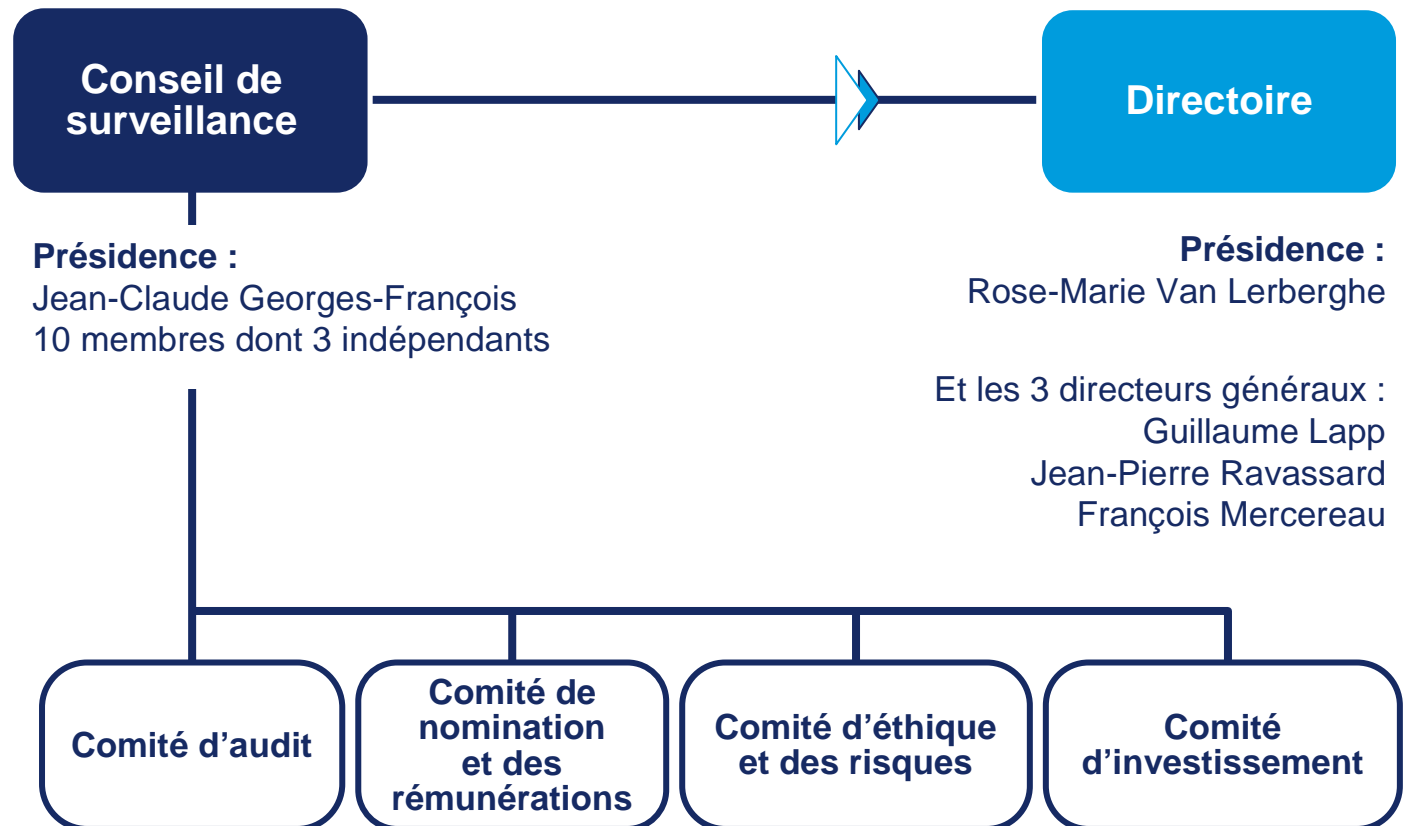 Conseil de
surveillance
Directoire
Présidence :
Jean-Claude Georges-François
10 membres dont 3 indépendants
Présidence :
Rose-Marie Van Lerberghe
Et les 3 directeurs généraux :
Guillaume Lapp
Jean-Pierre Ravassard
François Mercereau
Comité d’audit
Comité de
nomination
et des
rémunérations
Comité d’éthique
et des risques
Comité
d’investissement